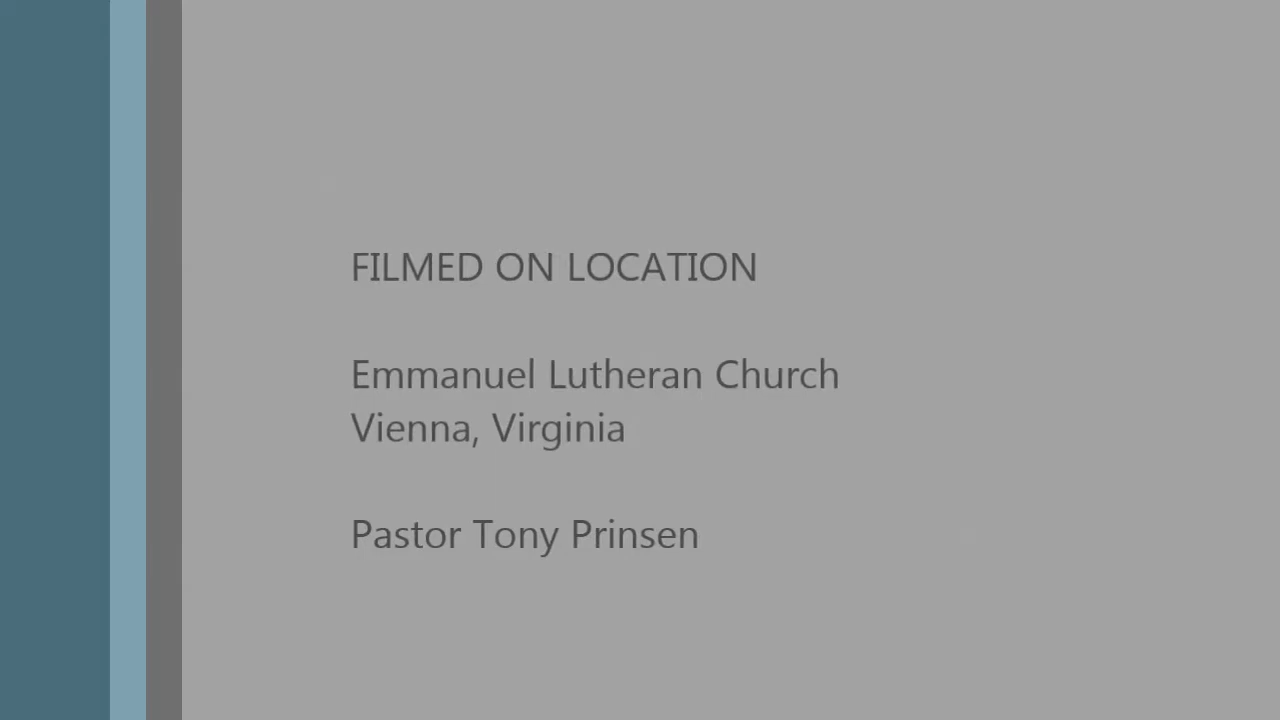 FILMED ON LOCATION
Emmanuel Lutheran Church
Vienna, Virginia
Pastor Tony Prinsen